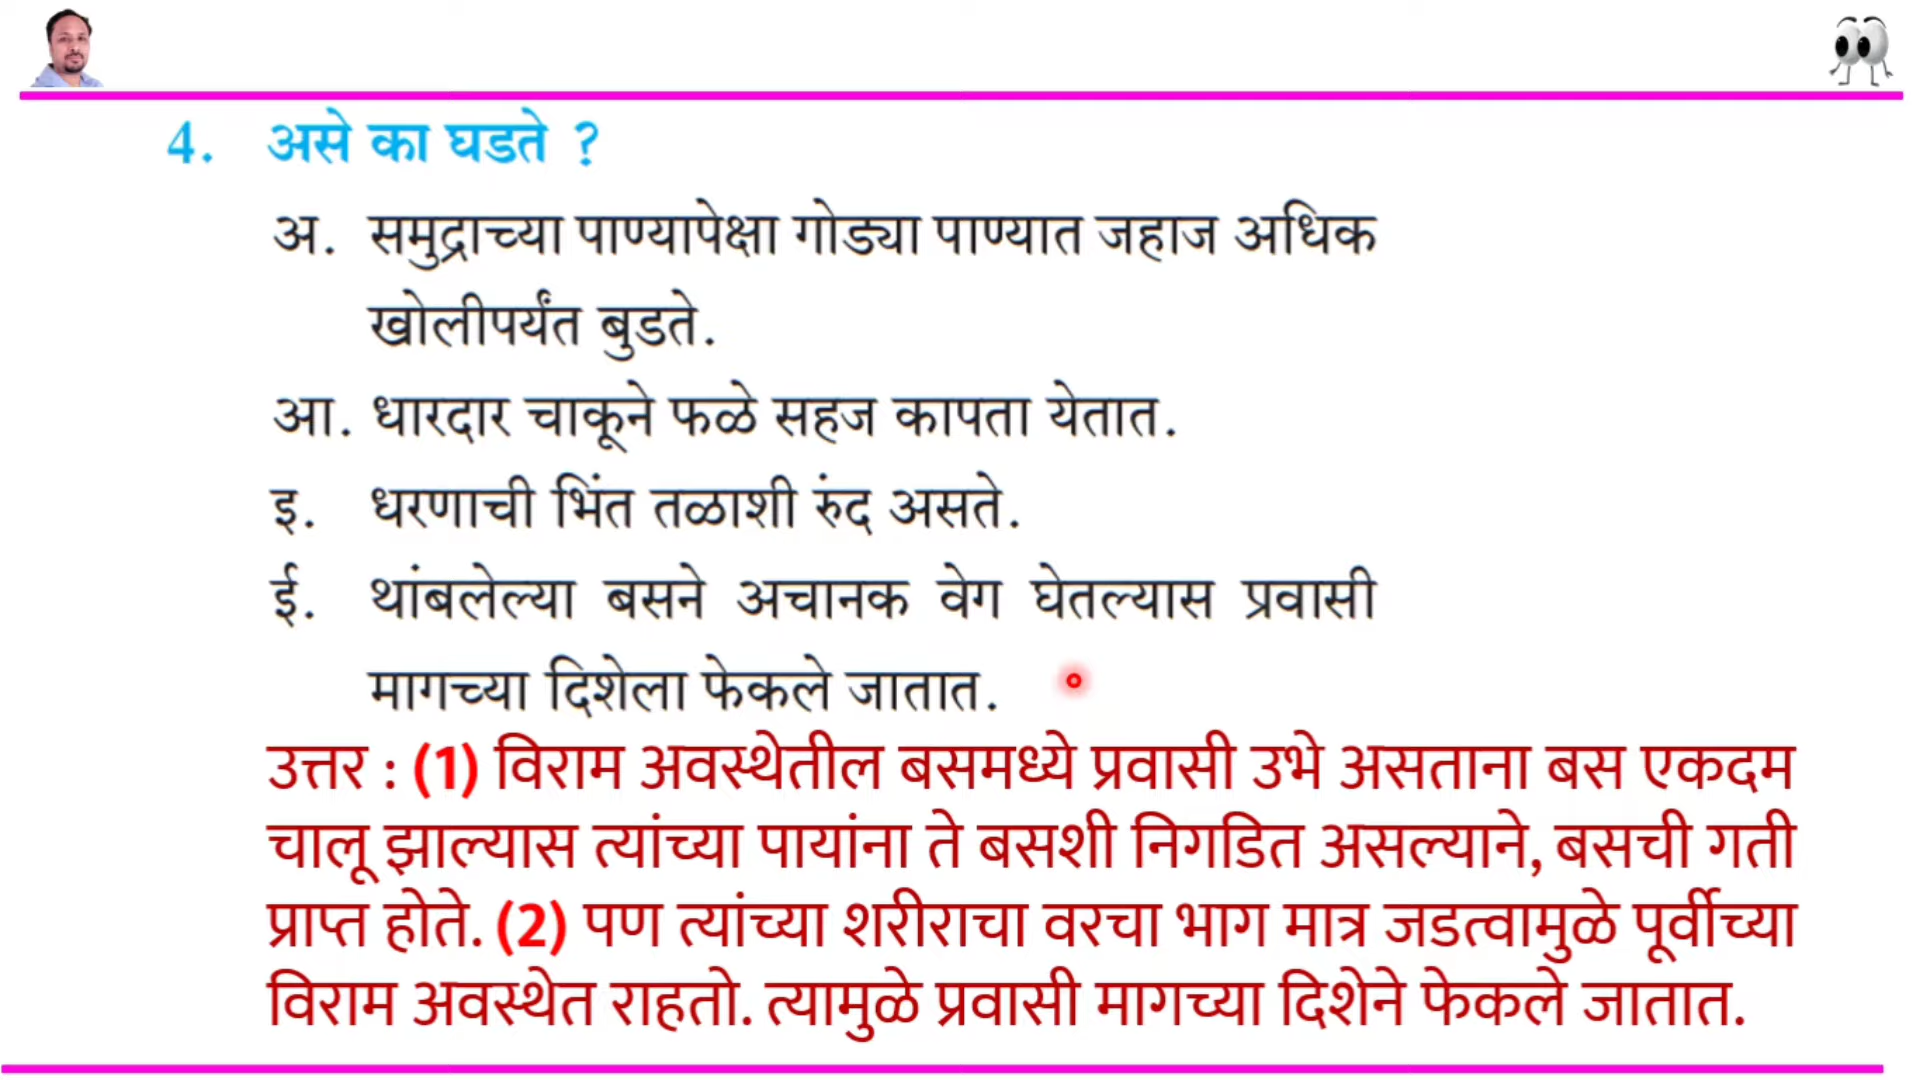 4. असे का घडते ?
अ. समुद्राच्या पाण्यापेक्षा गोड्या पाण्यात जहाज अधिक
खोलीपर्यंत बुडते.
आ. धारदार चाकूने फळे सहज कापता येतात.
इ. धरणाची भिंत तळाशी रुंद असते.
ई. थांबलेल्या बसने अचानक वेग घेतल्यास प्रवासी
मागच्या दिशेला फेकले जातात.
उत्तर : (1) विराम अवस्थेतील बसमध्ये प्रवासी उभे असताना बस एकदम
चालू झाल्यास त्यांच्या पायांना ते बसशी निगडित असल्याने, बसची गती
प्राप्त होते. (2) पण त्यांच्या शरीराचा वरचा भाग मात्र जडत्वामुळे पूर्वीच्या
विराम अवस्थेत राहतो. त्यामुळे प्रवासी मागच्या दिशेने फेकले जातात.